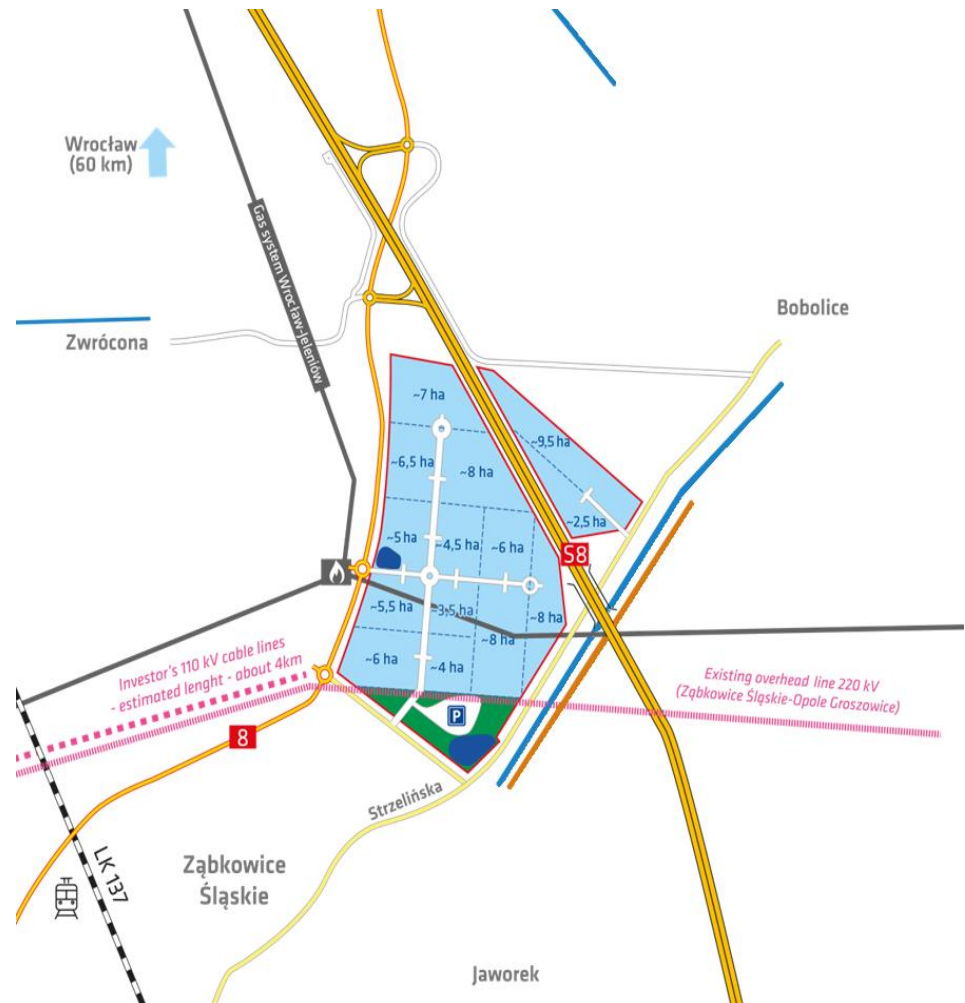 Wrocław
(60 km)
Gas system Wrocław-Jeleniów
Zwrócona
Bobolice
~7 ha
~9,5 ha
~6,5 ha
~8 ha
~2,5 ha
~5 ha
~4,5 ha
~6 ha
S8
~5,5 ha
~3,5ha
~8 ha
~8 ha
~6 ha
~4 ha
Investor's 110 kV cable lines
- estimated lenght - about 4km
Existing overhead line 220 kV
(Ząbkowice Śląskie-Opole Groszowice)
P
8
Strzelińska
LK 137
Ząbkowice
Śląskie
Jaworek